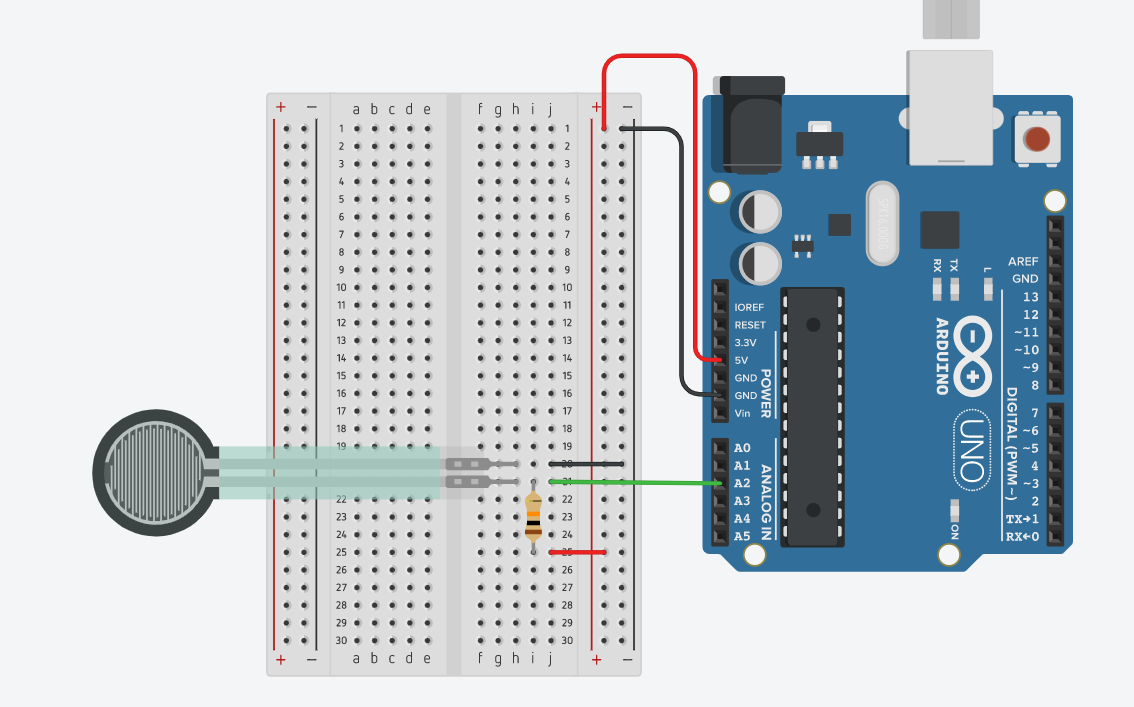 + − a b c d e f g h i j + −
1 1
2 2
3 3
4 4
5 5
6 6
7 7
8 8
9 9
10 10
11 11
12 12
13 13
14 14
15 15
16 16
17 17
18 18
19 19
20
21
22 22
23 23
24 24
25 25
26 26
27 27
28 28
29 29
30 30
+ − a b c d e f g h i j + −
IOREF
RESET
3.3V
5V
GND
GND
Vin
POWER
A0
A1
A2
A3
A4
A5
ANALOG IN
RX
TX
L
ARDUINO
UNO
ON
AREF
GND
13
12
~11
~10
~9
8
7
~6
~5
4
~3
2
TX→1
RX←0
DIGITAL (PWM~)